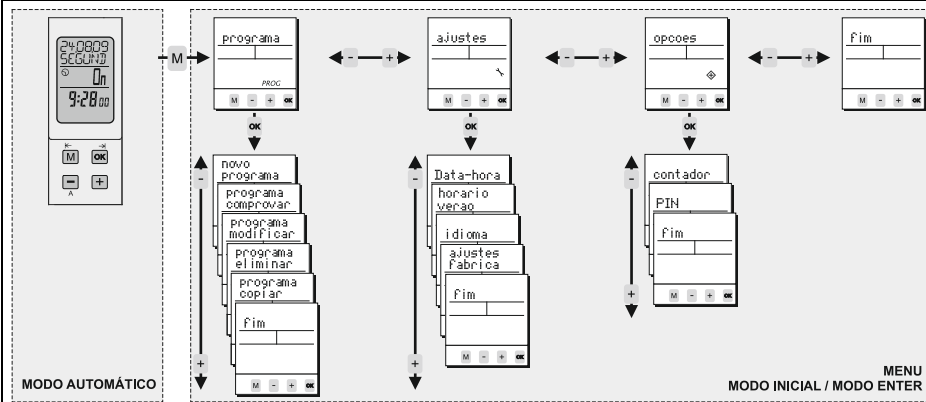 24.08.09
SEGUND
On
9:28 00
M
OK
-
+
A
MODO AUTOMÁTICO
M
programa
PROG
M - + OK
- +
ajustes
M - + OK
- +
opcoes
M - + OK
- +
fim
M - + OK
OK
OK
OK
-
novo
programa
programa
comprovar
programa
modificar
programa
eliminar
programa
copiar
fim
M - + OK
+
-
Data-hora
horario
verao
idioma
ajustes
fabrica
fim
M - + OK
+
-
contador
PIN
fim
M - + OK
+
MENU
MODO INICIAL / MODO ENTER